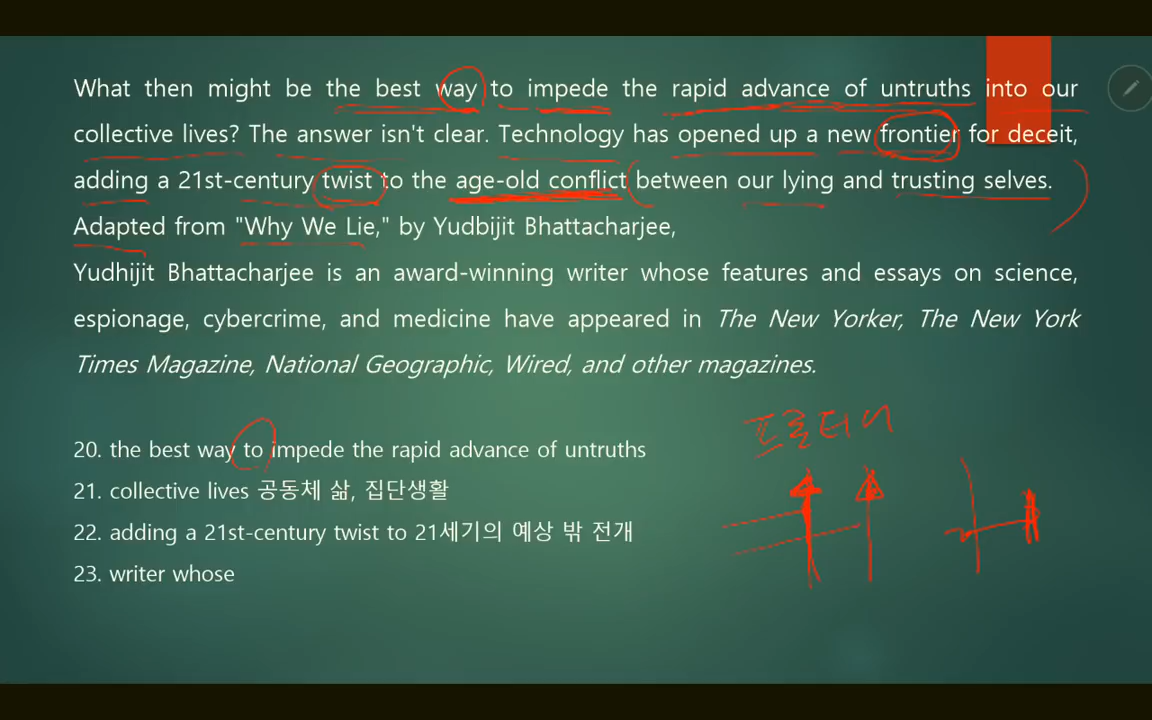 What then might be the best way to impede the rapid advance of untruths into our
collective lives? The answer isn't clear. Technology has opened up a new frontier for deceit,
adding a 21st-century twist to the age-old conflict between our lying and trusting selves.
Adapted from "Why We Lie," by Yudbijit Bhattacharjee,
Yudhijit Bhattacharjee is an award-winning writer whose features and essays on science,
espionage, cybercrime, and medicine have appeared in The New Yorker, The New York
Times Magazine, National Geographic, Wired, and other magazines.
프론터어
20. the best way to impede the rapid advance of untruths
21. collective lives 공동체 삶, 집단생활
22. adding a 21st-century twist to 21세기의 예상 밖 전개
23. writer whose